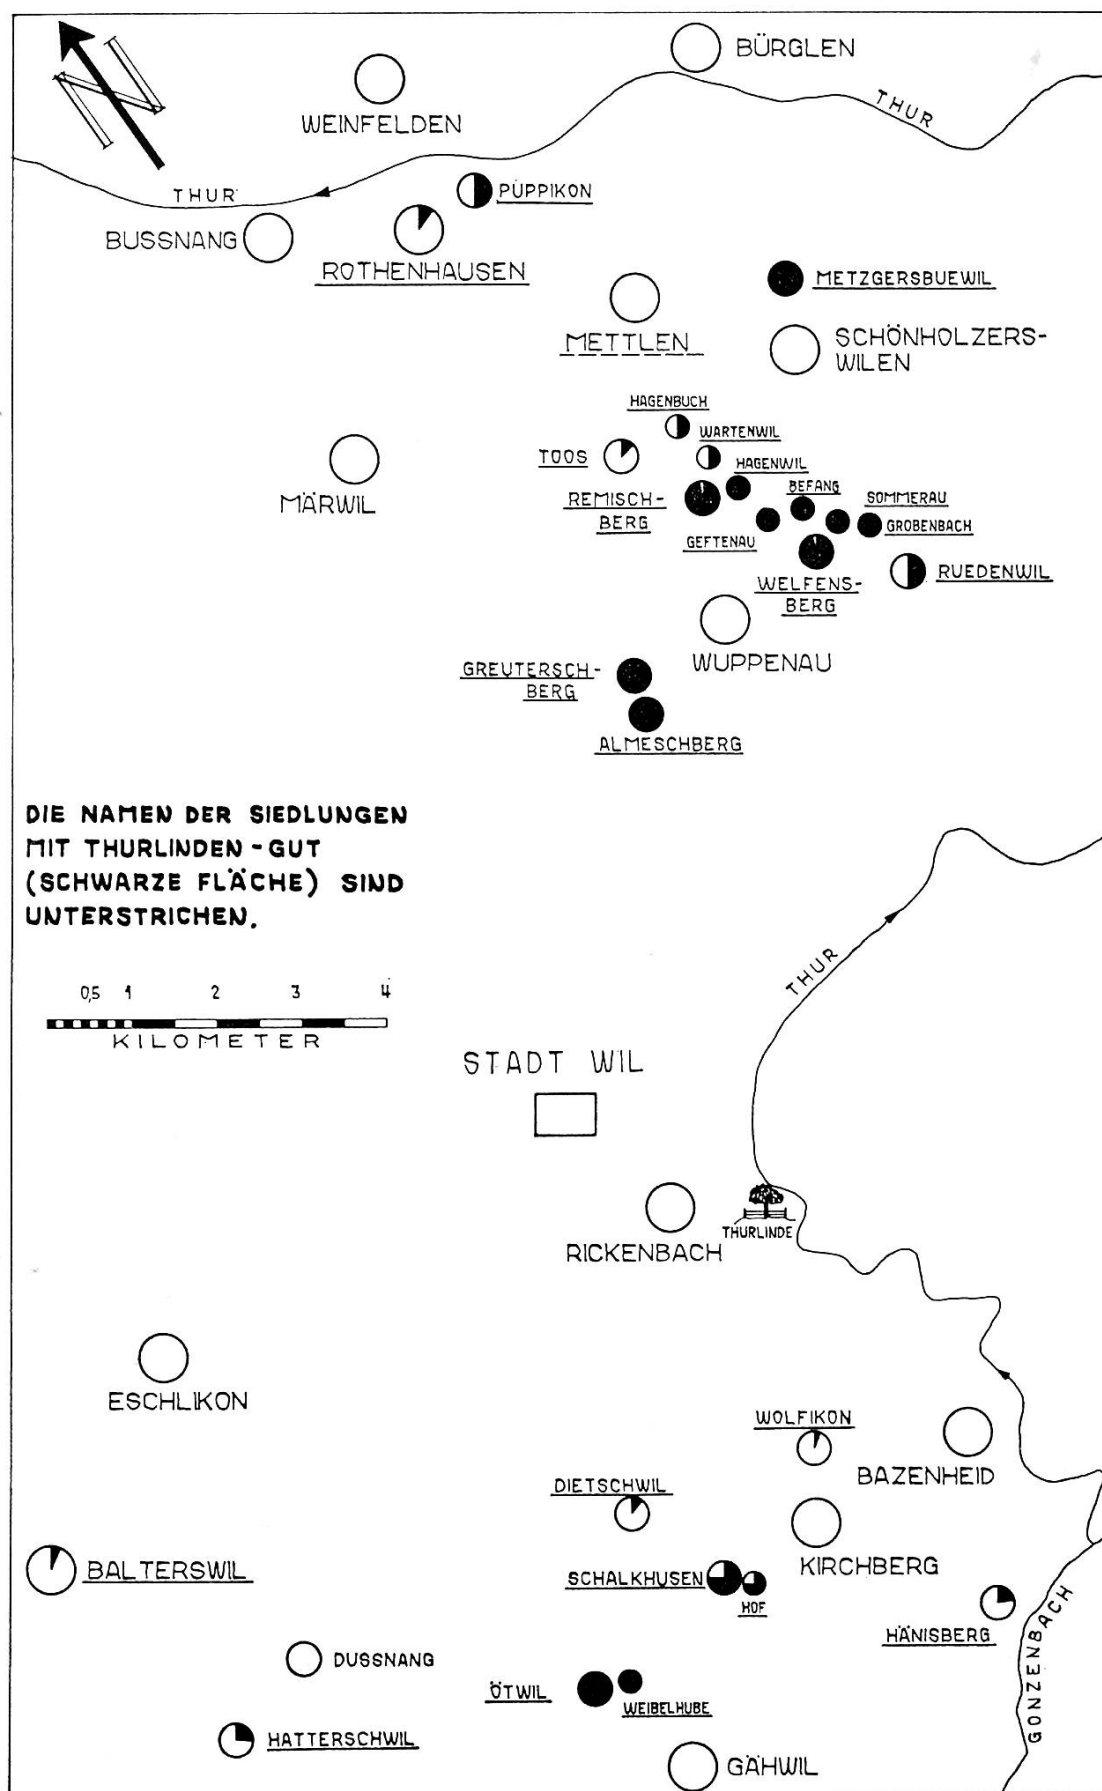 N
BÜRGLEN
WEINFELDEN
THUR
THUR
PÜPPIKON
BUSSNANG
ROTHENHAUSEN
METZGERSBUEWIL
METTLEN
SCHÖNHOLZERS-
WILEN
HAGENBUCH
WARTENWIL
TOOS
HAGENWIL
MÄRWIL
REMISCH-
BERG
BEFANG
SOMMERAU
GROBENBACH
GEFTENAU
WELFENS-
BERG
RUEDENWIL
WUPPENAU
GREUTERSCH-
BERG
ALMESCHBERG
DIE NAMEN DER SIEDLUNGEN
MIT THURLINDEN-GUT
(SCHWARZE FLÄCHE) SIND
UNTERSTRICHEN.
THUR
0,5 1 2 3 4
KILOMETER
STADT WIL
THURLINDE
RICKENBACH
ESCHLIKON
WOLFIKON
BAZENHEID
DIETSCHWIL
KIRCHBERG
BALTERSWIL
SCHALKHUSEN
HOF
HÄNISBERG
GONZENBACH
DUSSNANG
ÖTWIL
WEIBELHUBE
HATTERSCHWIL
GÄHWIL